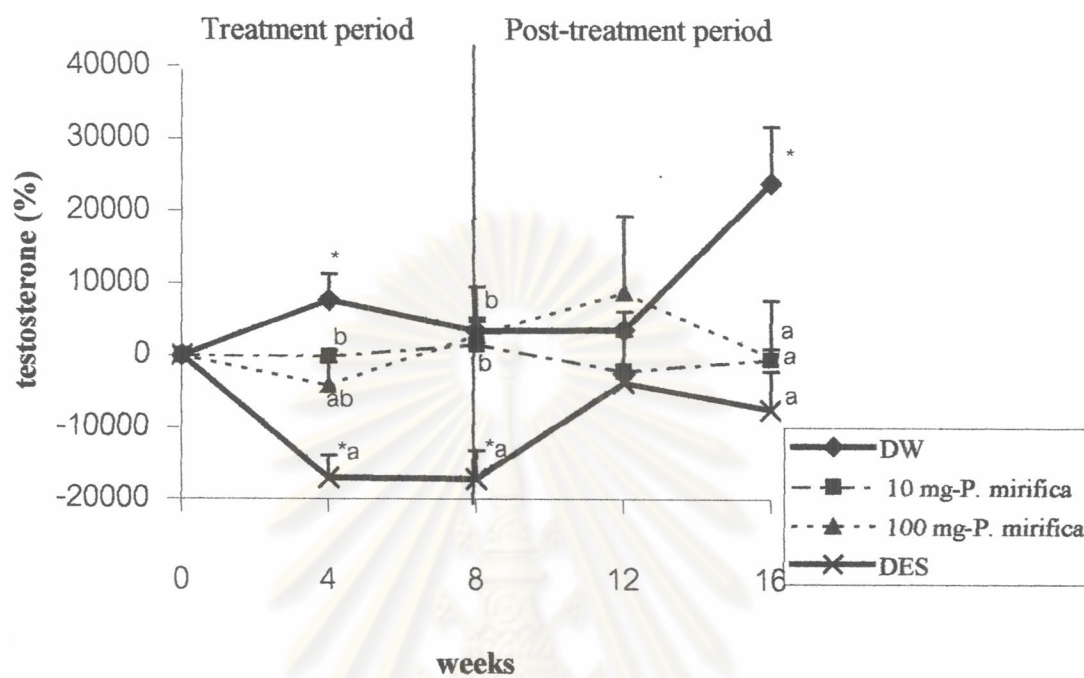 Treatment period Post-treatment period
40000
30000
20000
10000
0
-10000
-20000
testosterone (%)
*
*
b
b
b
ab
*a
*a
a
a
a
0 4 8 12 16
weeks
DW
10 mg-P. mirifica
100 mg-P. mirifica
DES